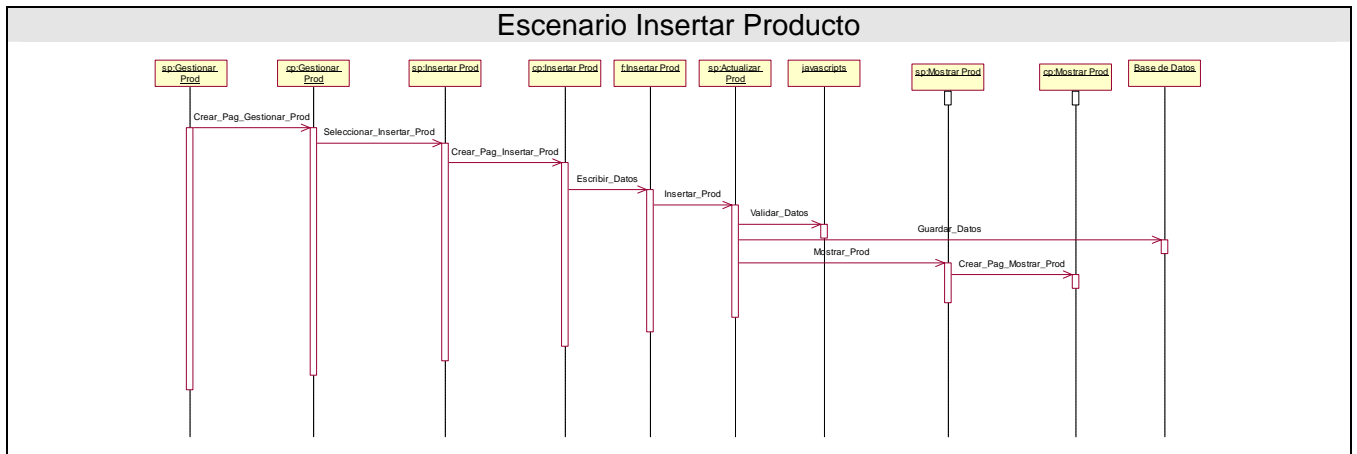 Escenario Insertar Producto
sp:Gestionar
Prod
cp:Gestionar
Prod
sp:Insertar Prod
cp:Insertar Prod
f:Insertar Prod
sp:Actualizar
Prod
javascripts
sp:Mostrar Prod
cp:Mostrar Prod
Base de Datos
Crear_Pag_Gestionar_Prod
Seleccionar_Insertar_Prod
Crear_Pag_Insertar_Prod
Escribir_Datos
Insertar_Prod
Validar_Datos
Guardar_Datos
Mostrar_Prod
Crear_Pag_Mostrar_Prod